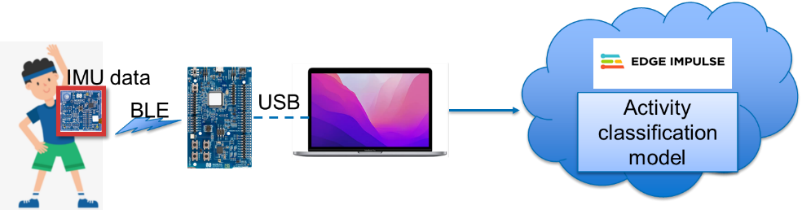 IMU data
BLE
USB
EDGE IMPULSE
Activity
classification
model